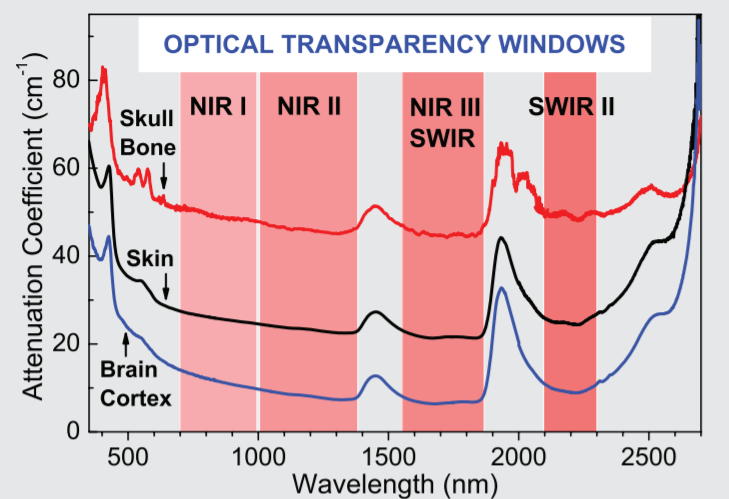 OPTICAL TRANSPARENCY WINDOWS
Attenuation Coefficient (cm⁻¹)
80
60
40
20
0
NIR I
NIR II
NIR III
SWIR
SWIR II
Skull
Bone
Skin
Brain
Cortex
500
1000
1500
2000
2500
Wavelength (nm)